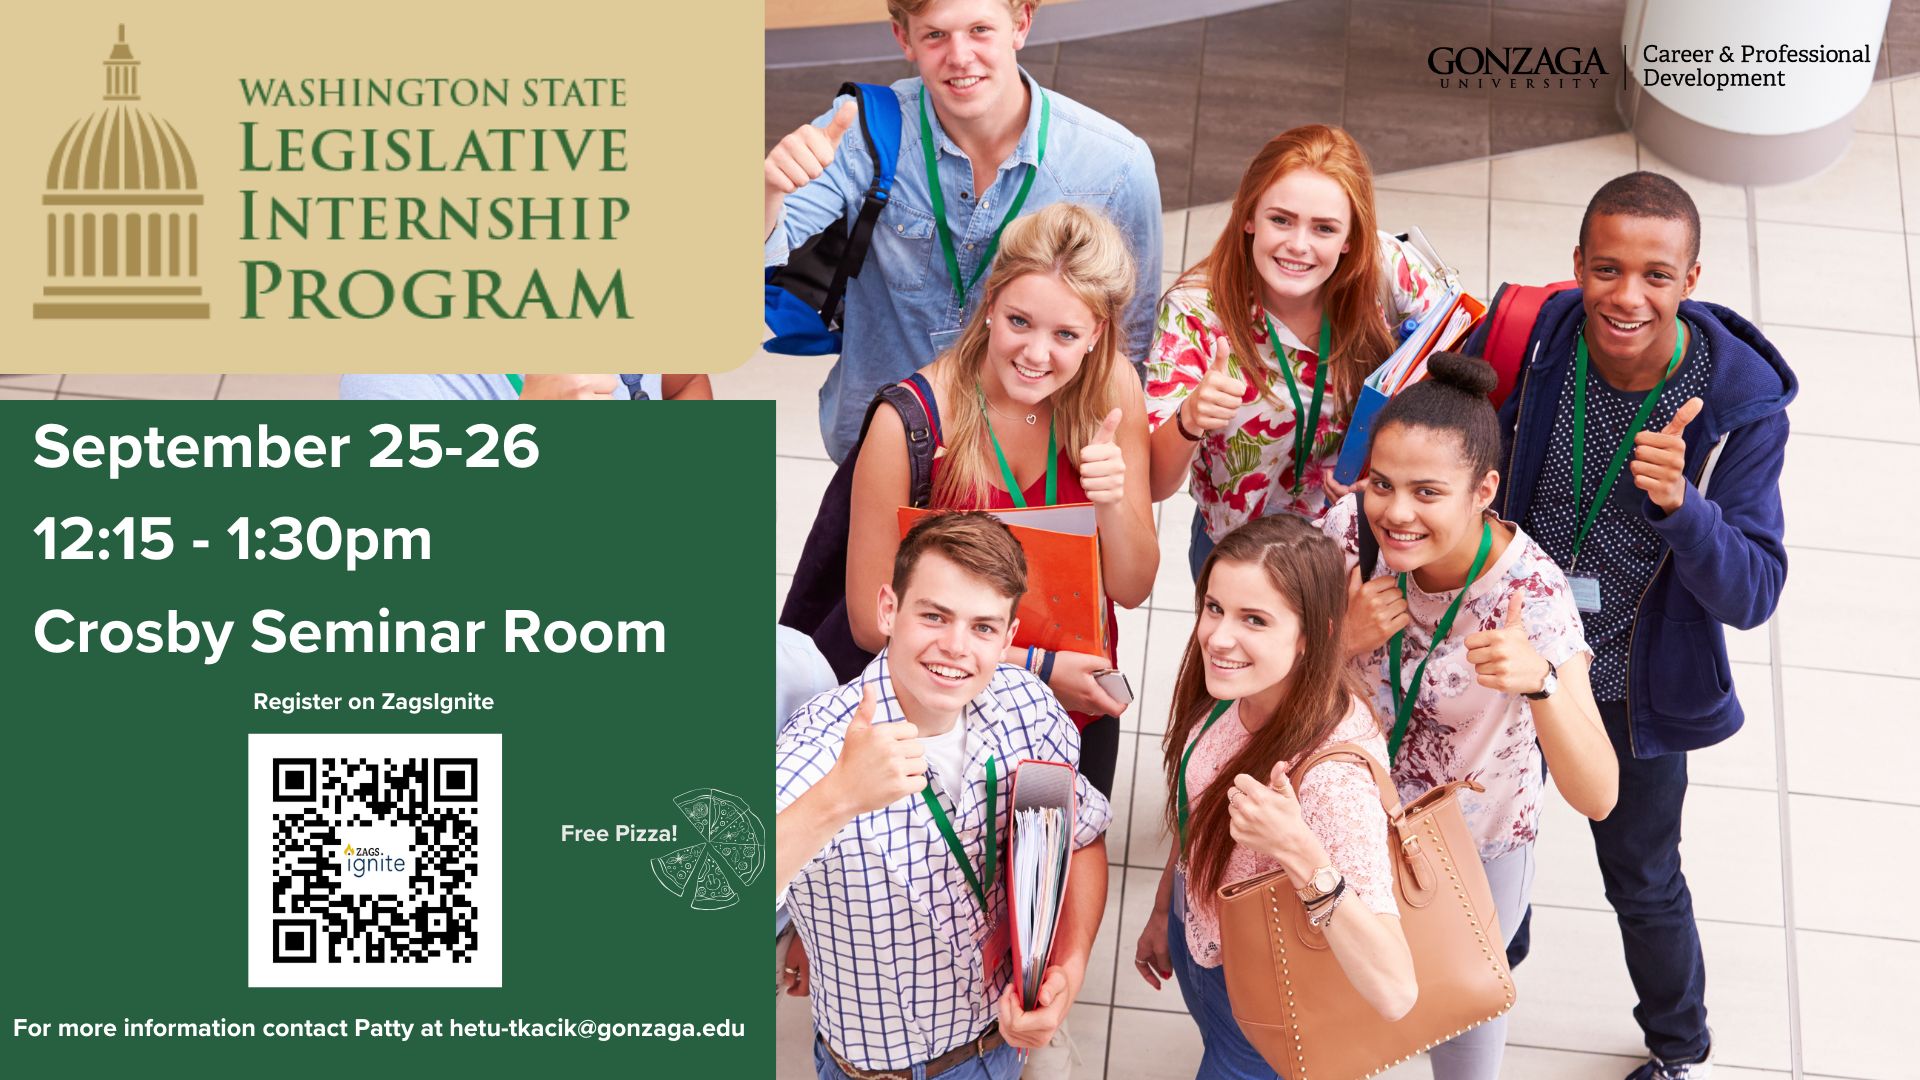 WASHINGTON STATE
LEGISLATIVE
INTERNSHIP
PROGRAM
GONZAGA
UNIVERSITY
Career & Professional
Development
September 25-26
12:15 - 1:30pm
Crosby Seminar Room
Register on ZagsIgnite
ZAGS.
ignite
Free Pizza!
For more information contact Patty at hetu-tkacik@gonzaga.edu